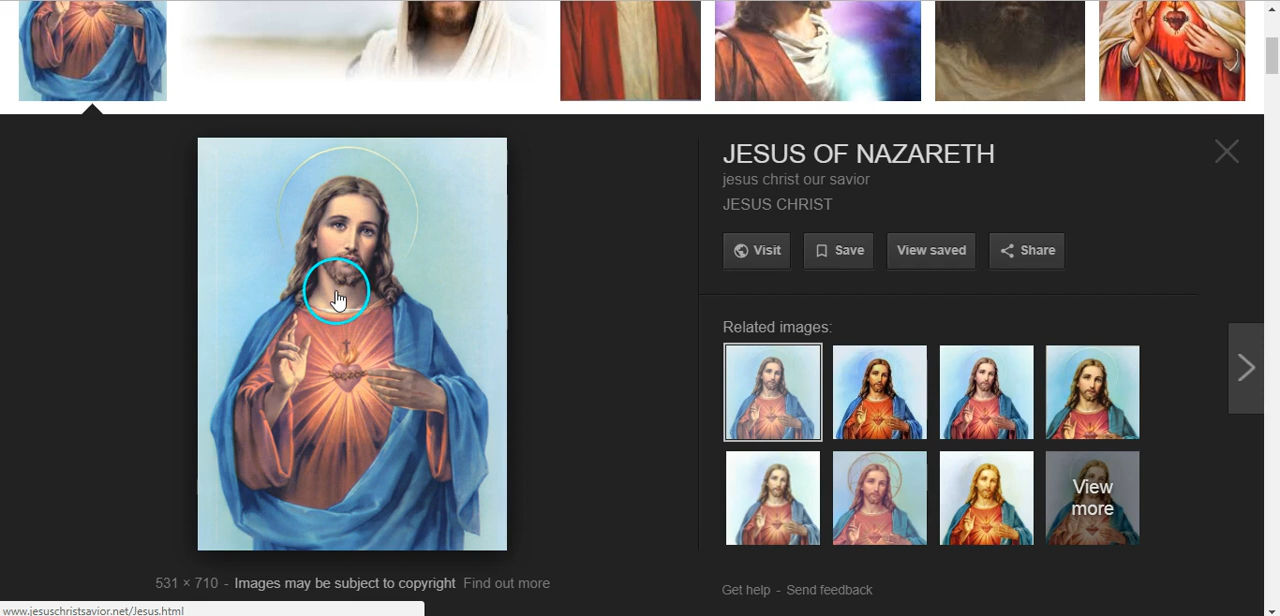 JESUS OF NAZARETH
jesus christ our savior
JESUS CHRIST
Visit Save View saved Share
Related images:
View
more
531 × 710 - Images may be subject to copyright Find out more
Get help - Send feedback
www.jesuschristsavior.net/Jesus.html